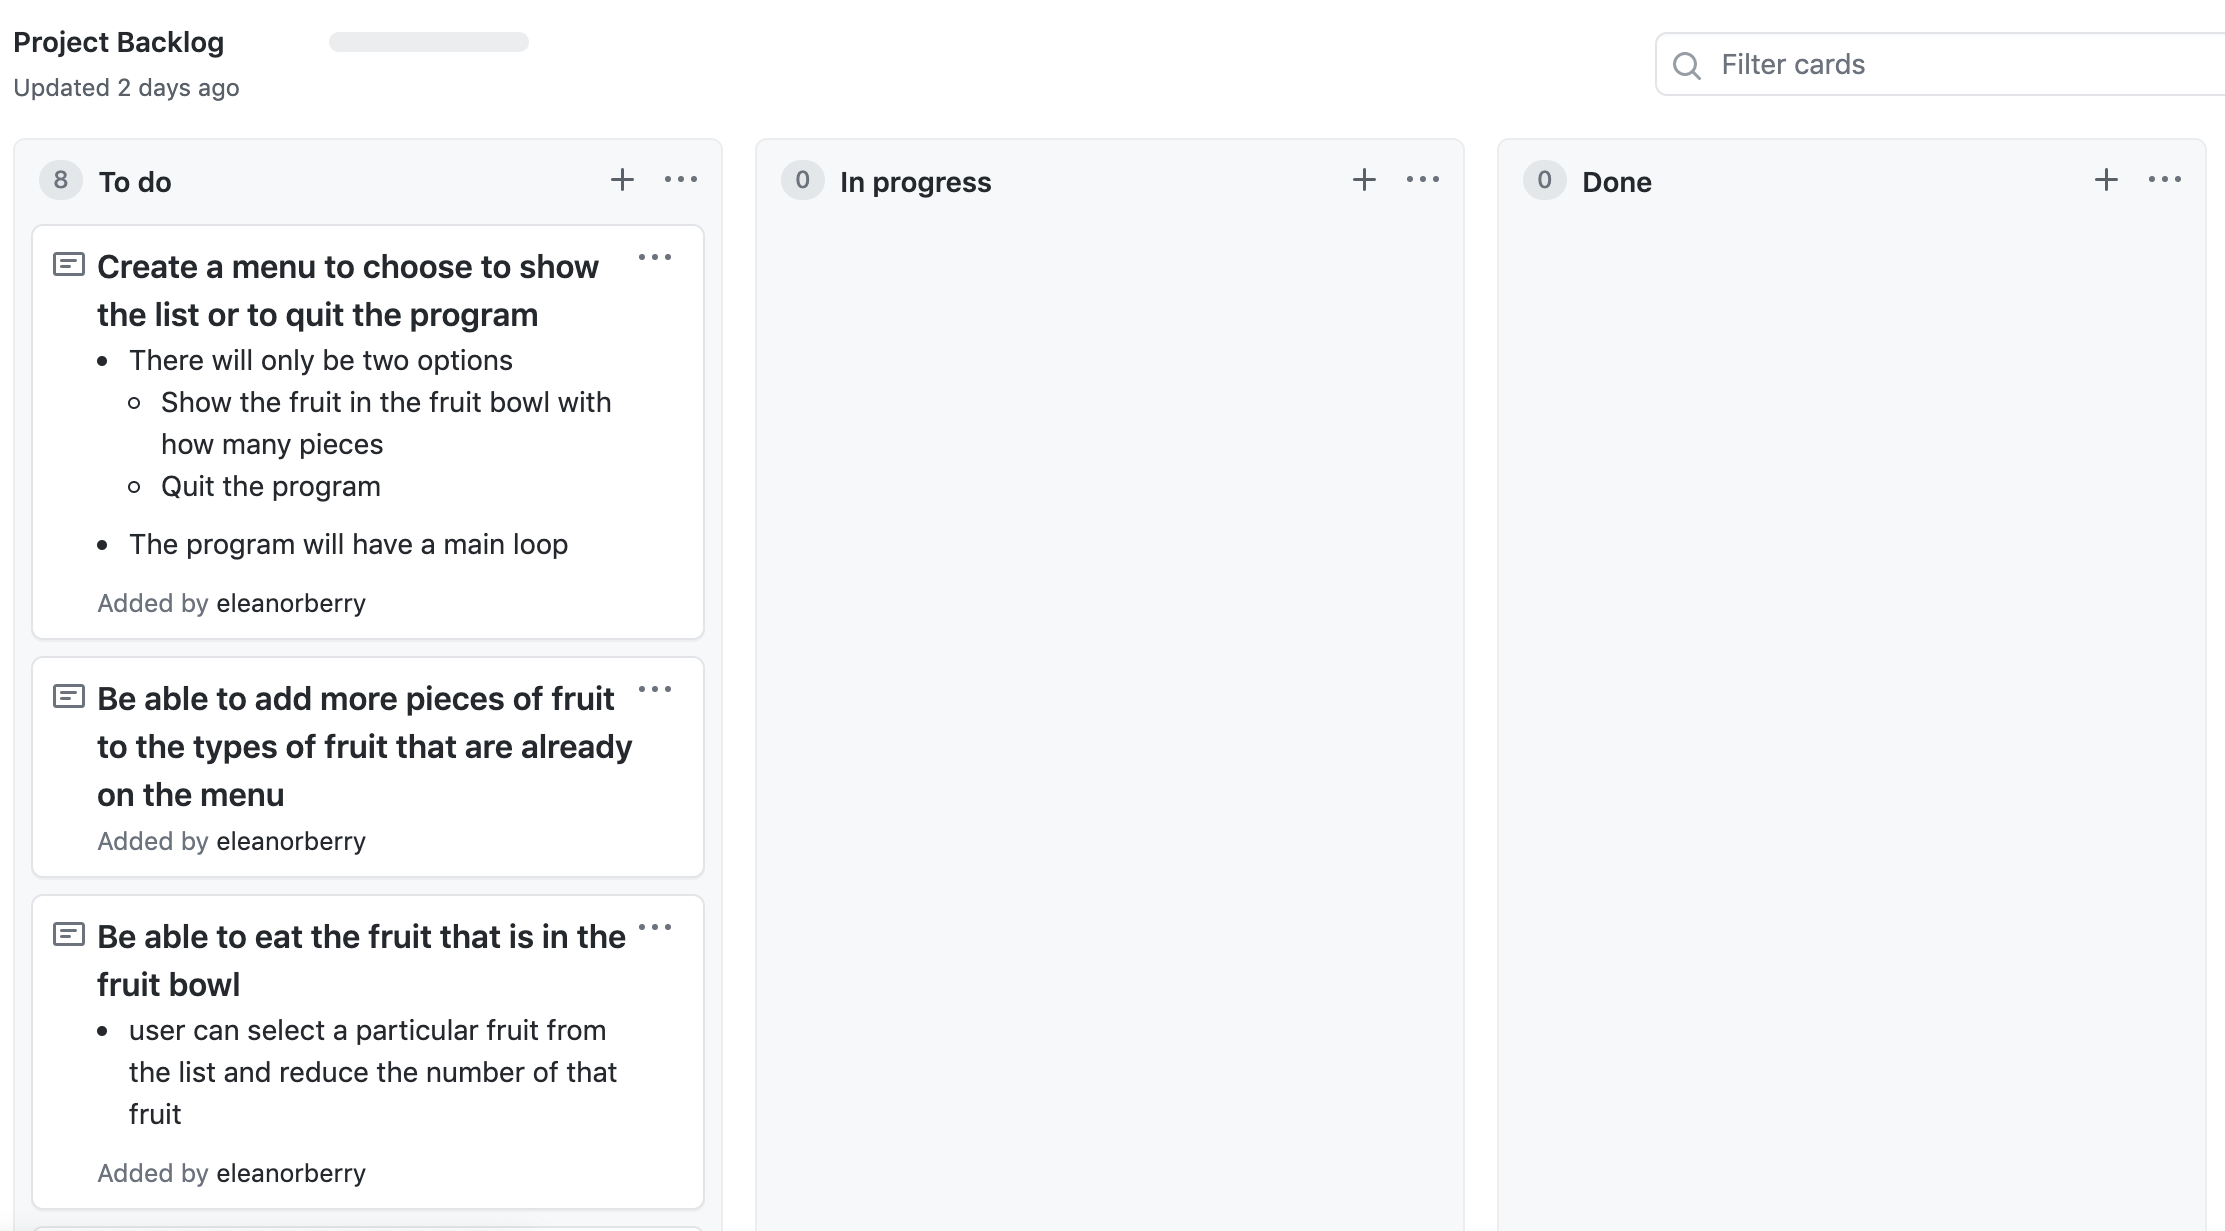 Project Backlog
Updated 2 days ago
Filter cards
8 To do
Create a menu to choose to show
the list or to quit the program
There will only be two options
Show the fruit in the fruit bowl with
how many pieces
Quit the program
The program will have a main loop
Added by eleanorberry
Be able to add more pieces of fruit
to the types of fruit that are already
on the menu
Added by eleanorberry
Be able to eat the fruit that is in the
fruit bowl
user can select a particular fruit from
the list and reduce the number of that
fruit
Added by eleanorberry
0 In progress
0 Done